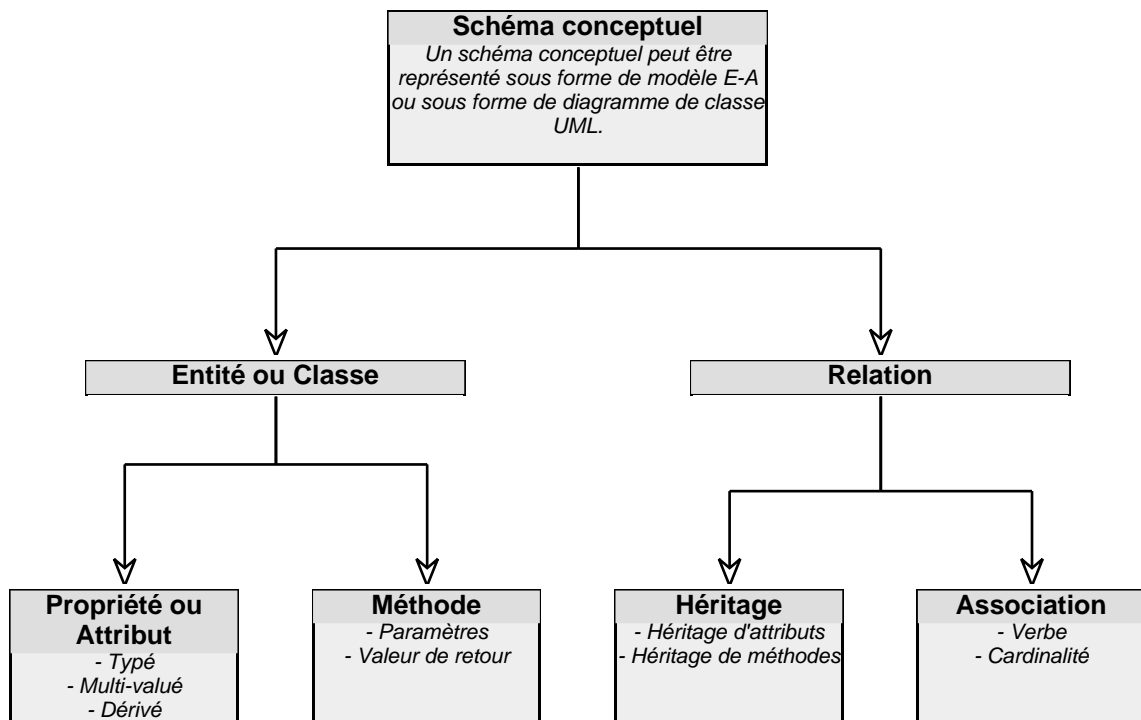 Schéma conceptuel
Un schéma conceptuel peut être
représenté sous forme de modèle E-A
ou sous forme de diagramme de classe
UML.
Entité ou Classe
Relation
Propriété ou
Attribut
- Typé
- Multi-valué
- Dérivé
Méthode
- Paramètres
- Valeur de retour
Héritage
- Héritage d'attributs
- Héritage de méthodes
Association
- Verbe
- Cardinalité